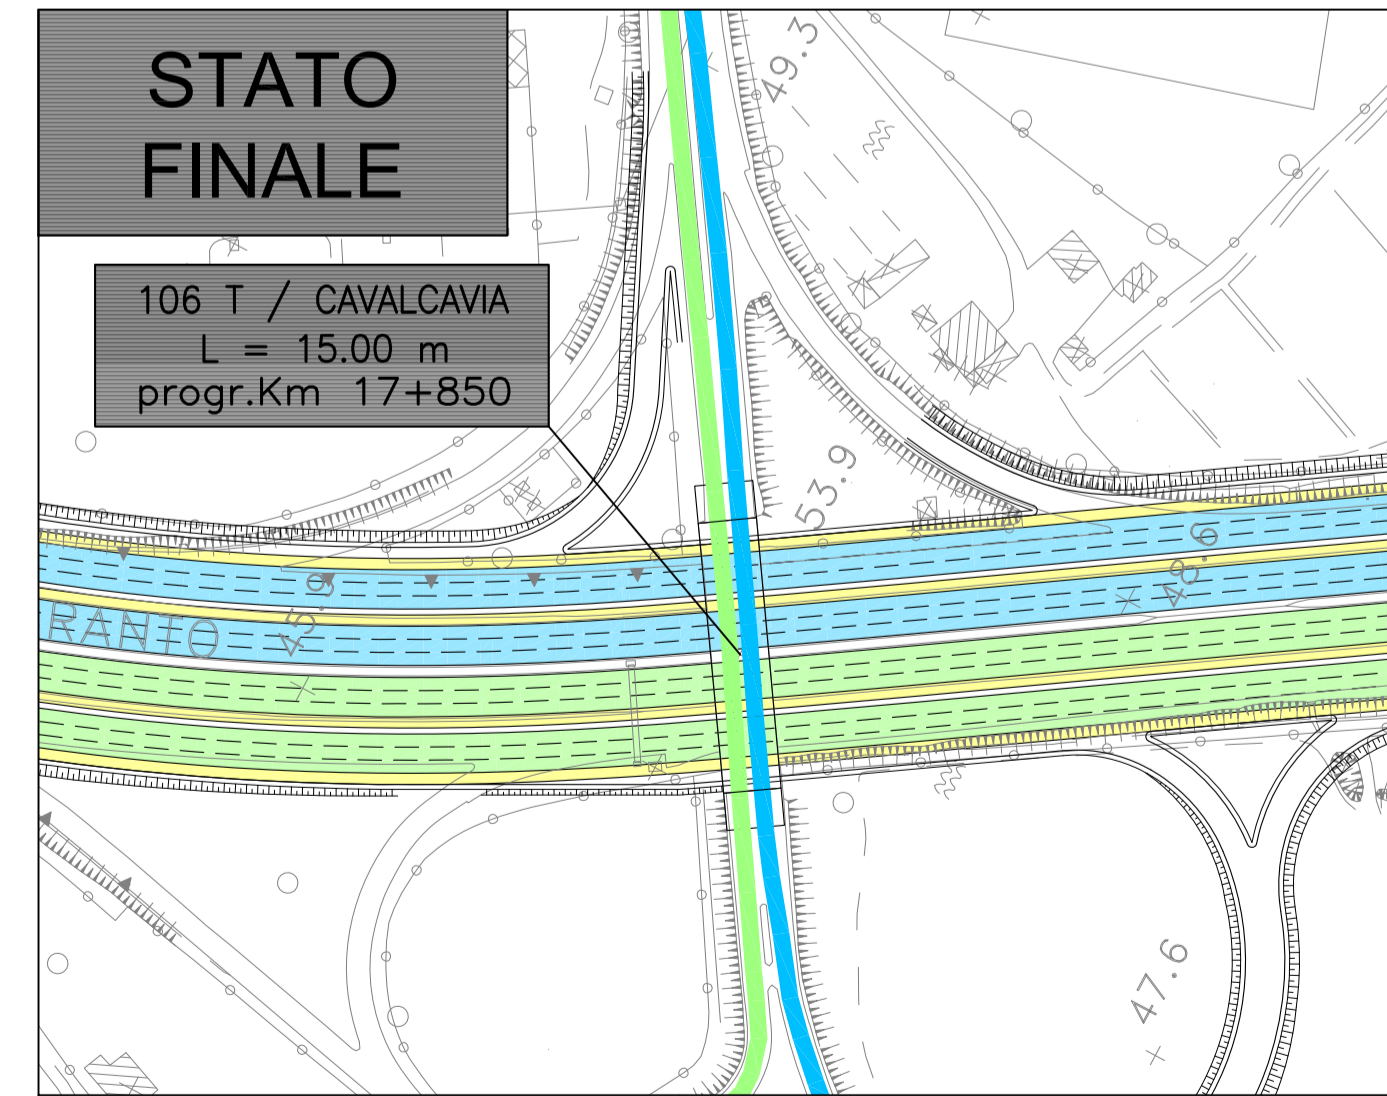 STATO
FINALE
106 T / CAVALCAVIA
L = 15.00 m
progr.Km 17+850
49.3
53.9
48.6
45.9
RANTO
47.6